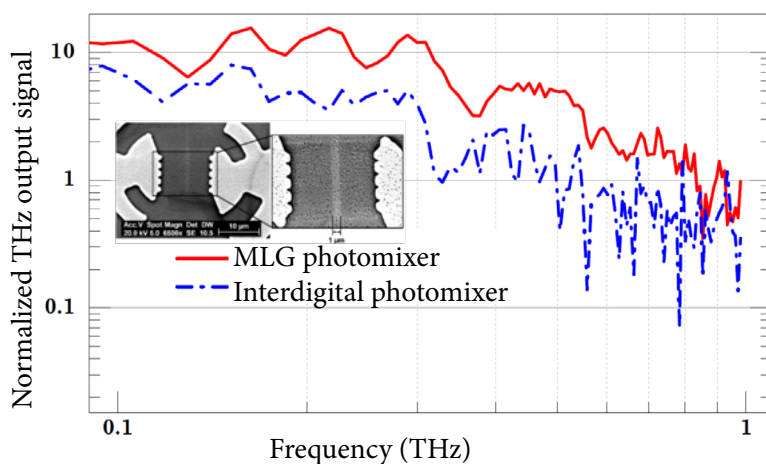 Normalized THz output signal
10
1
0.1
Acc.V Spot Magn Det DW
20.0 kV 5.0 6500x SE 10.5
10 µm
1 µm
MLG photomixer
Interdigital photomixer
0.1
1
Frequency (THz)